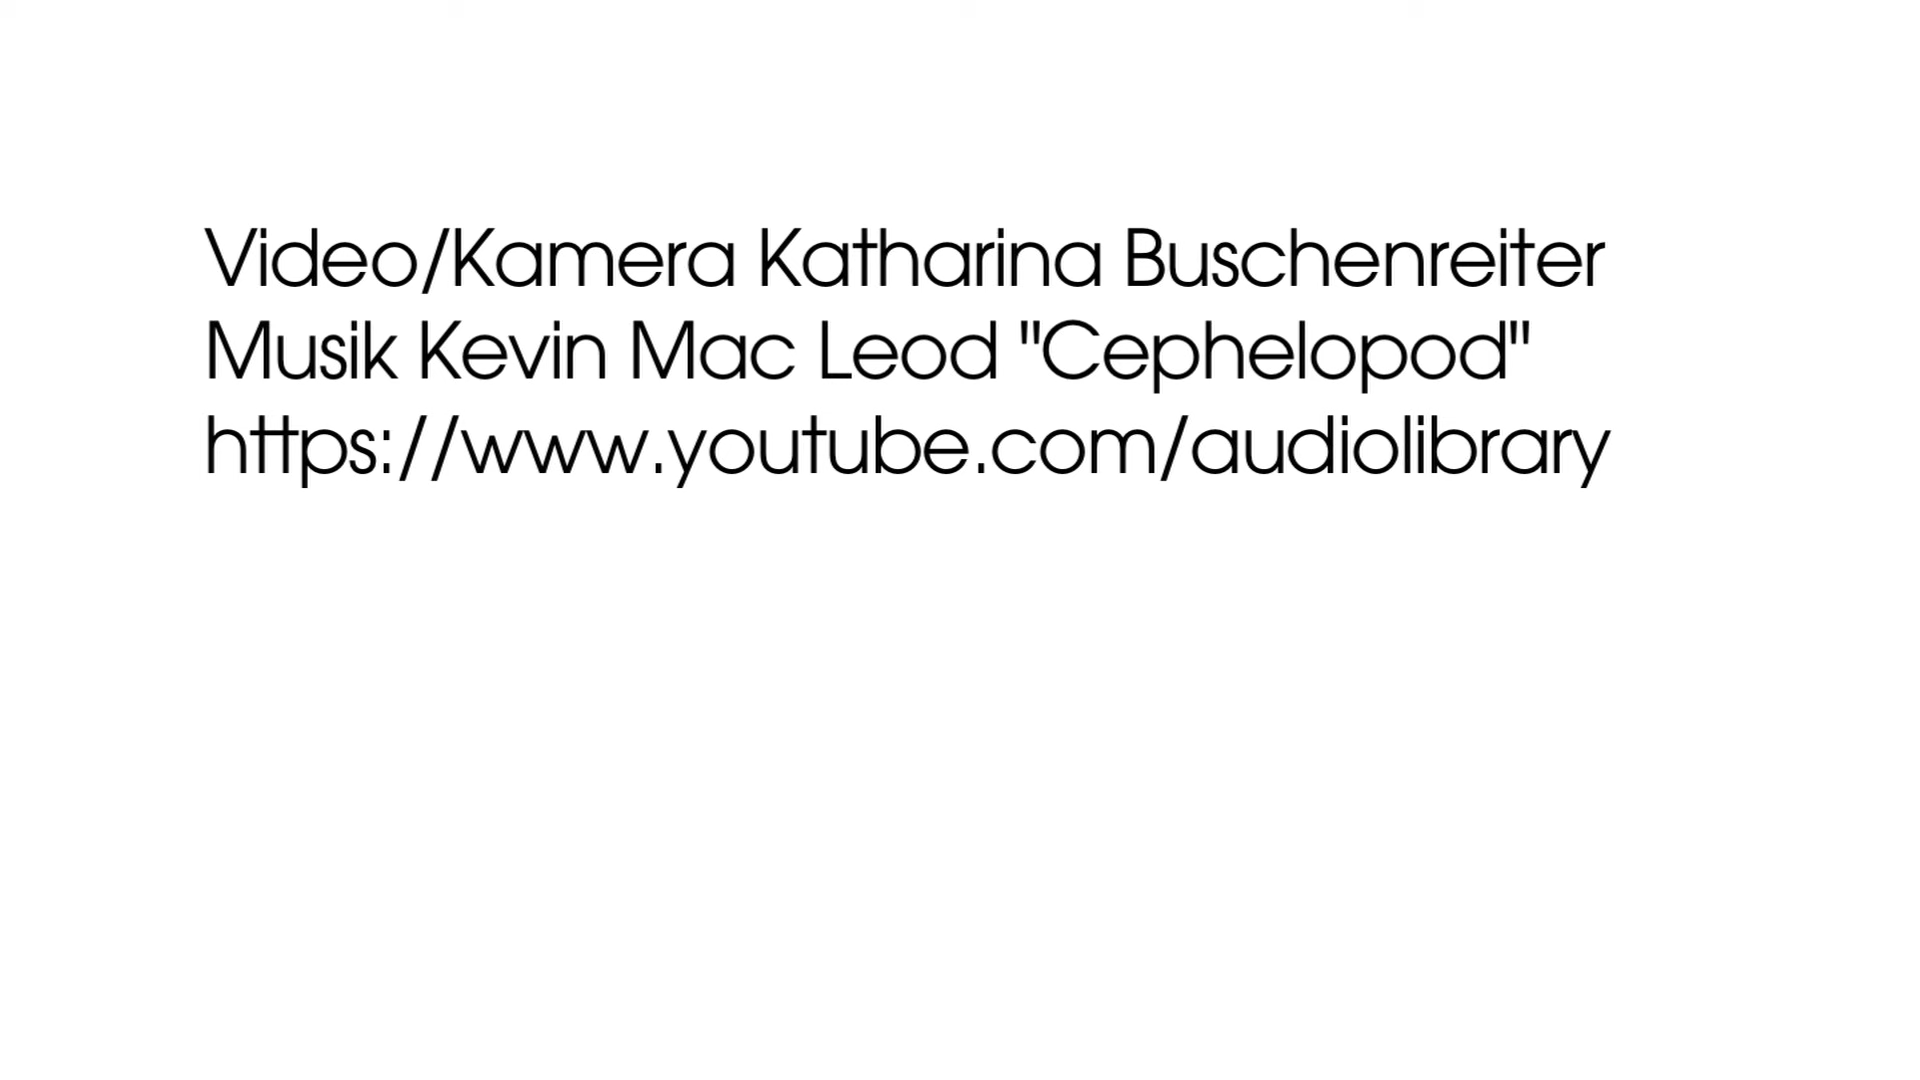 Video/Kamera Katharina Buschenreiter
Musik Kevin Mac Leod "Cephelopod"
https://www.youtube.com/audiolibrary